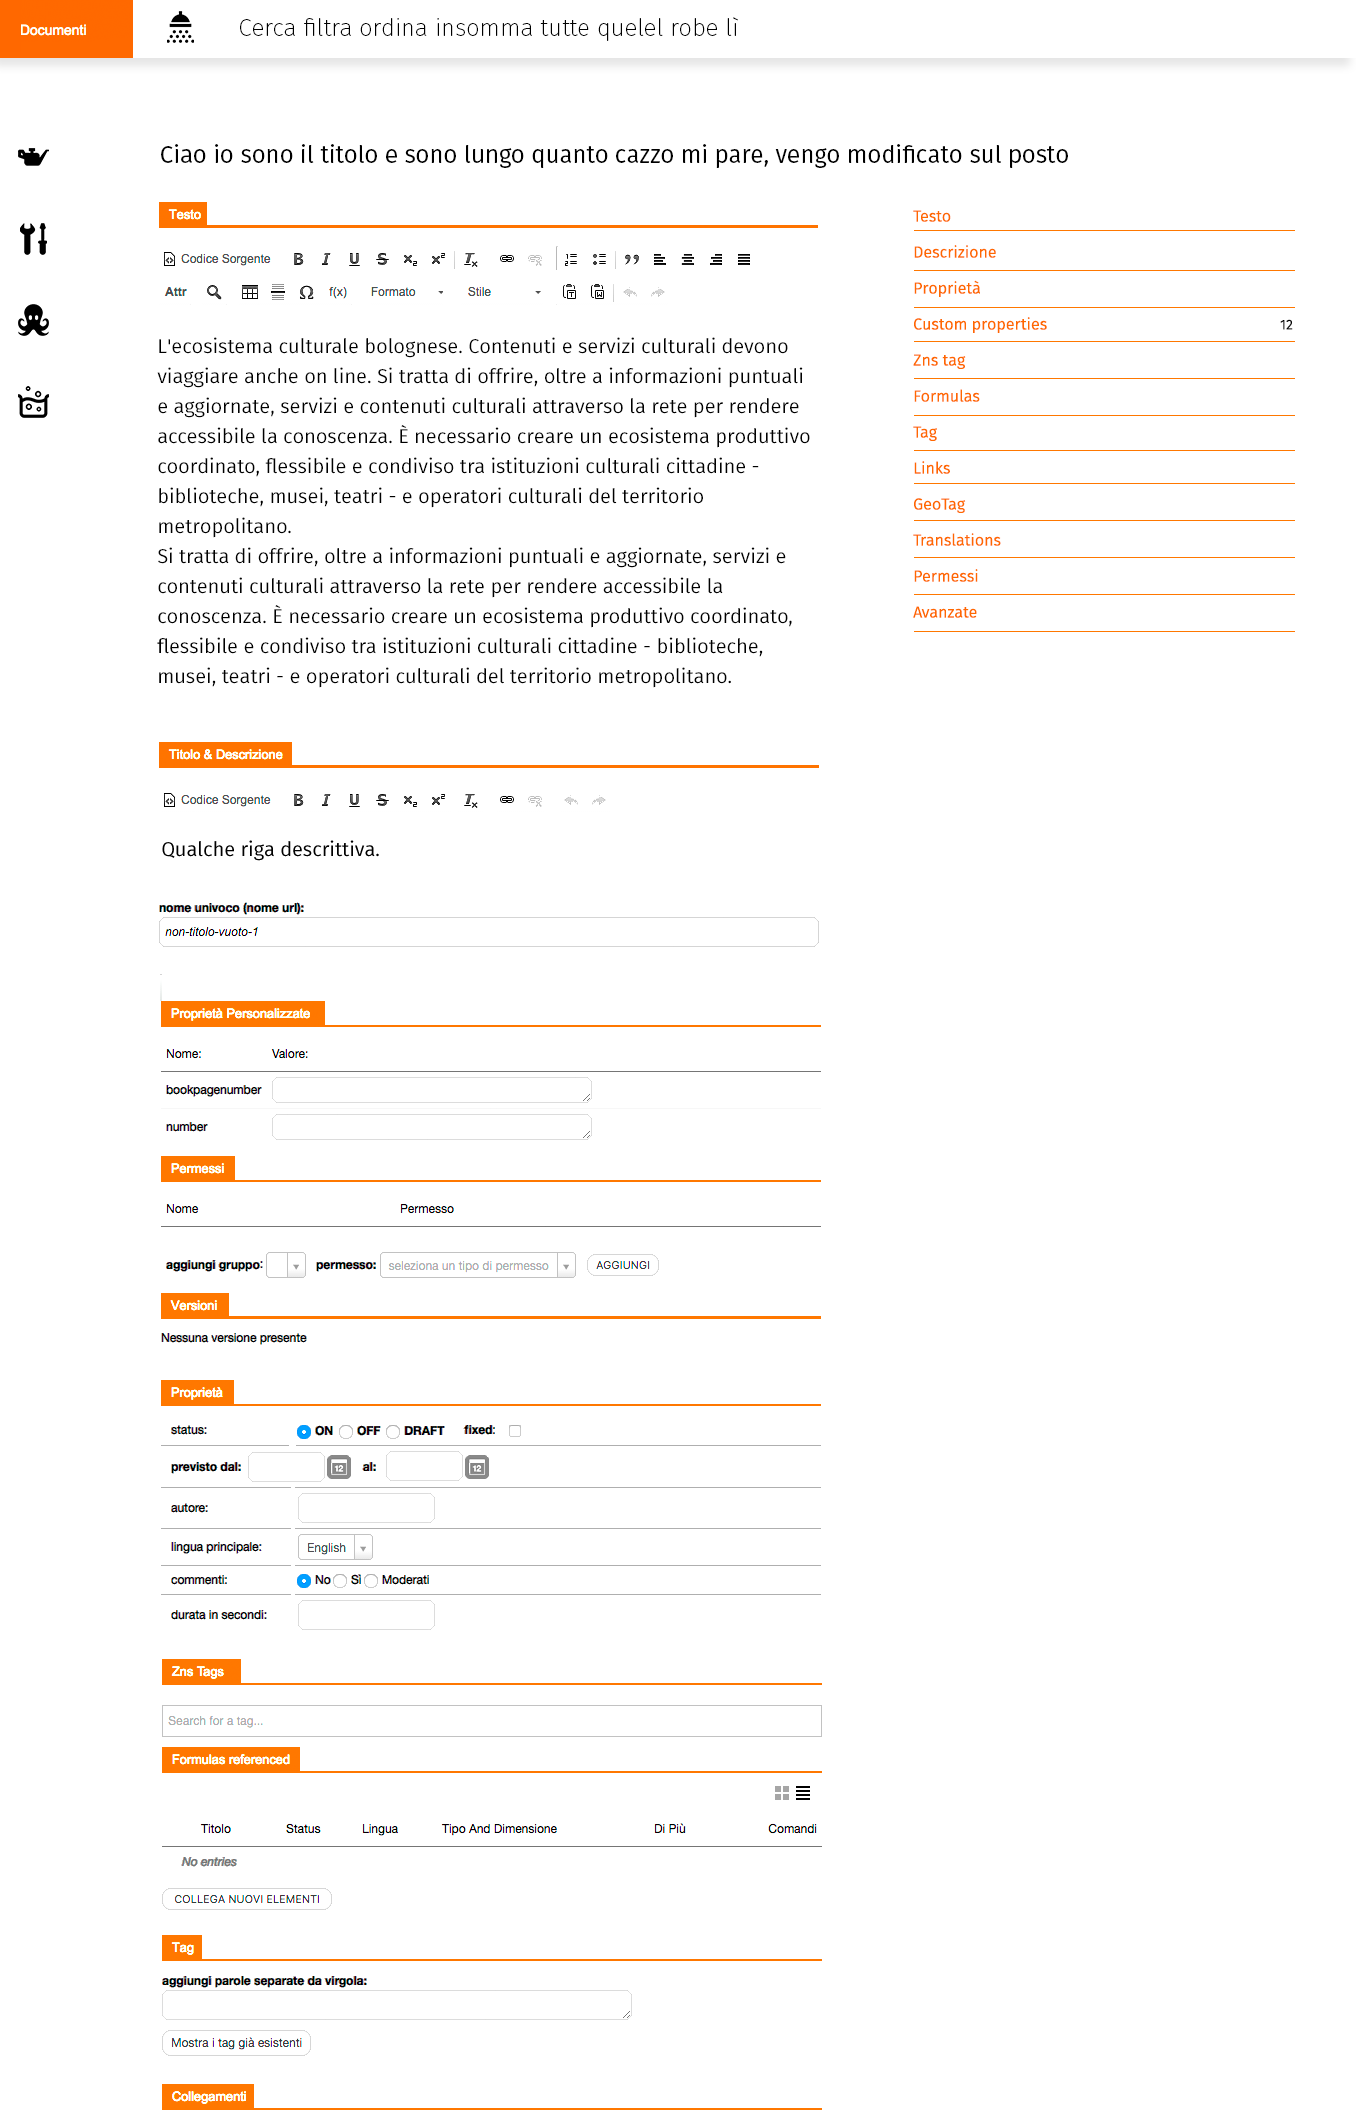 Documenti
Cerca filtra ordina insomma tutte quelel robe lì
Ciao io sono il titolo e sono lungo quanto cazzo mi pare, vengo modificato sul posto
Testo
Codice Sorgente B I U S x₂ x² Tx
Attr Ω f(x) Formato Stile
L'ecosistema culturale bolognese. Contenuti e servizi culturali devono
viaggiare anche on line. Si tratta di offrire, oltre a informazioni puntuali
e aggiornate, servizi e contenuti culturali attraverso la rete per rendere
accessibile la conoscenza. È necessario creare un ecosistema produttivo
coordinato, flessibile e condiviso tra istituzioni culturali cittadine -
biblioteche, musei, teatri - e operatori culturali del territorio
metropolitano.
Si tratta di offrire, oltre a informazioni puntuali e aggiornate, servizi e
contenuti culturali attraverso la rete per rendere accessibile la
conoscenza. È necessario creare un ecosistema produttivo coordinato,
flessibile e condiviso tra istituzioni culturali cittadine - biblioteche,
musei, teatri - e operatori culturali del territorio metropolitano.
Testo
Descrizione
Proprietà
Custom properties 12
Zns tag
Formulas
Tag
Links
GeoTag
Translations
Permessi
Avanzate
Titolo & Descrizione
Codice Sorgente B I U S x₂ x² Tx
Qualche riga descrittiva.
nome univoco (nome url):
non-titolo-vuoto-1
Proprietà Personalizzate
Nome: Valore:
bookpagenumber
number
Permessi
Nome Permesso
aggiungi gruppo: permesso: seleziona un tipo di permesso AGGIUNGI
Versioni
Nessuna versione presente
Proprietà
status: ON OFF DRAFT fixed:
previsto dal: 12 al: 12
autore:
lingua principale: English
commenti: No Sì Moderati
durata in secondi:
Zns Tags
Search for a tag...
Formulas referenced
Titolo Status Lingua Tipo And Dimensione Di Più Comandi
No entries
COLLEGA NUOVI ELEMENTI
Tag
aggiungi parole separate da virgola:
Mostra i tag già esistenti
Collegamenti